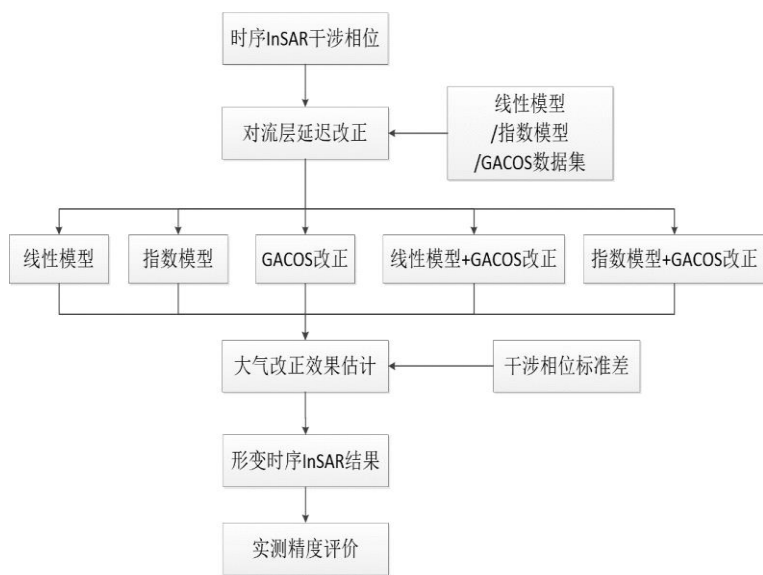 时序InSAR干涉相位
对流层延迟改正
线性模型
/指数模型
/GACOS数据集
线性模型
指数模型
GACOS改正
线性模型+GACOS改正
指数模型+GACOS改正
大气改正效果估计
干涉相位标准差
形变时序InSAR结果
实测精度评价